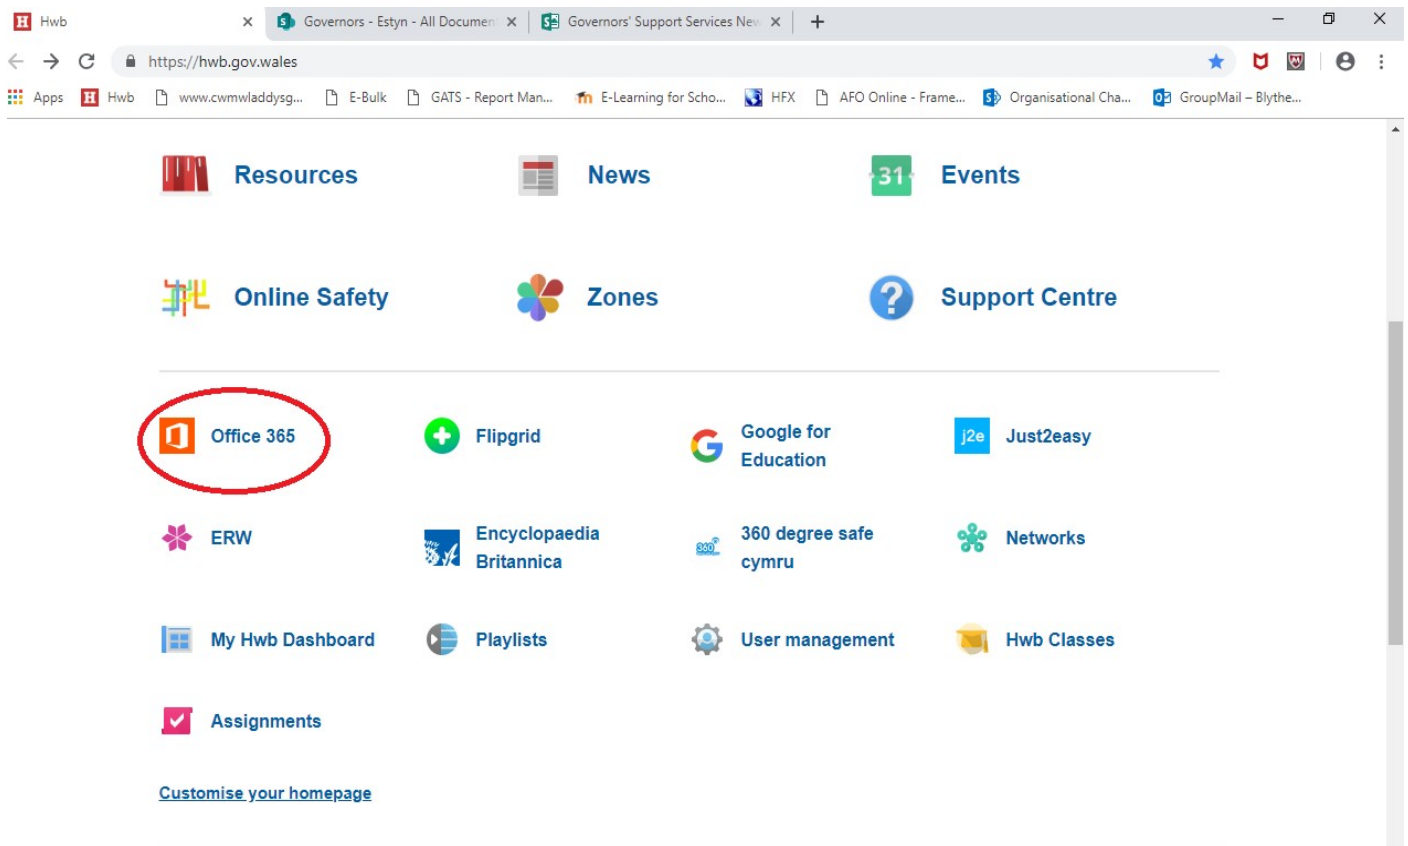 Hwb
Governors - Estyn - All Document
Governors' Support Services New
https://hwb.gov.wales
Apps
Hwb
www.cwmwladdysg...
E-Bulk
GATS - Report Man...
E-Learning for Scho...
HFX
AFO Online - Frame...
Organisational Cha...
GroupMail – Blythe...
Resources
News
31
Events
Online Safety
Zones
?
Support Centre
Office 365
Flipgrid
Google for
Education
j2e
Just2easy
ERW
Encyclopaedia
Britannica
360°
360 degree safe
cymru
Networks
My Hwb Dashboard
Playlists
User management
Hwb Classes
Assignments
Customise your homepage